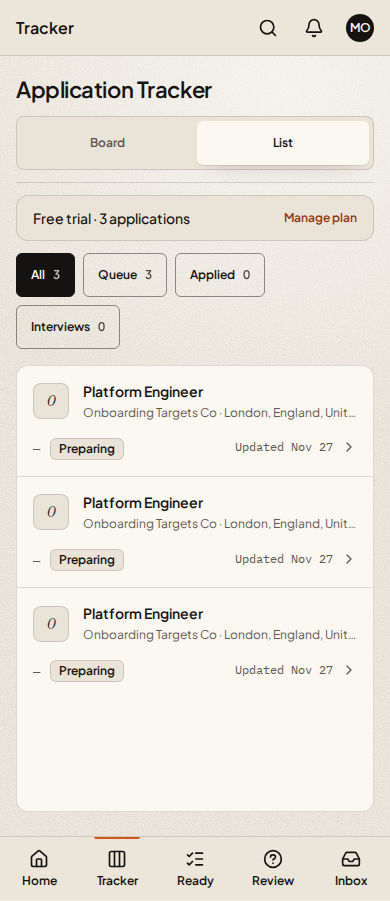 Tracker
MO
Application Tracker
Board
List
Free trial · 3 applications
Manage plan
All 3
Queue 3
Applied 0
Interviews 0
O
Platform Engineer
Onboarding Targets Co · London, England, Unit…
– Preparing
Updated Nov 27
O
Platform Engineer
Onboarding Targets Co · London, England, Unit…
– Preparing
Updated Nov 27
O
Platform Engineer
Onboarding Targets Co · London, England, Unit…
– Preparing
Updated Nov 27
Home
Tracker
Ready
Review
Inbox